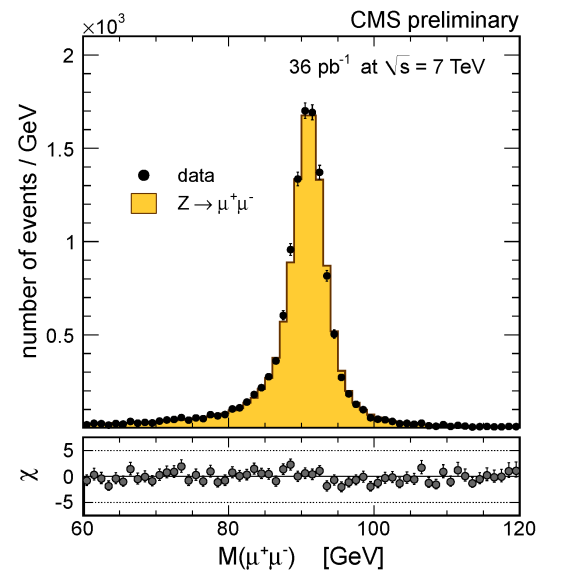 CMS preliminary
×10³
36 pb⁻¹ at √s = 7 TeV
2
1.5
1
0.5
number of events / GeV
data
Z → μ⁺μ⁻
5
0
-5
χ
60 80 100 120
M(μ⁺μ⁻) [GeV]